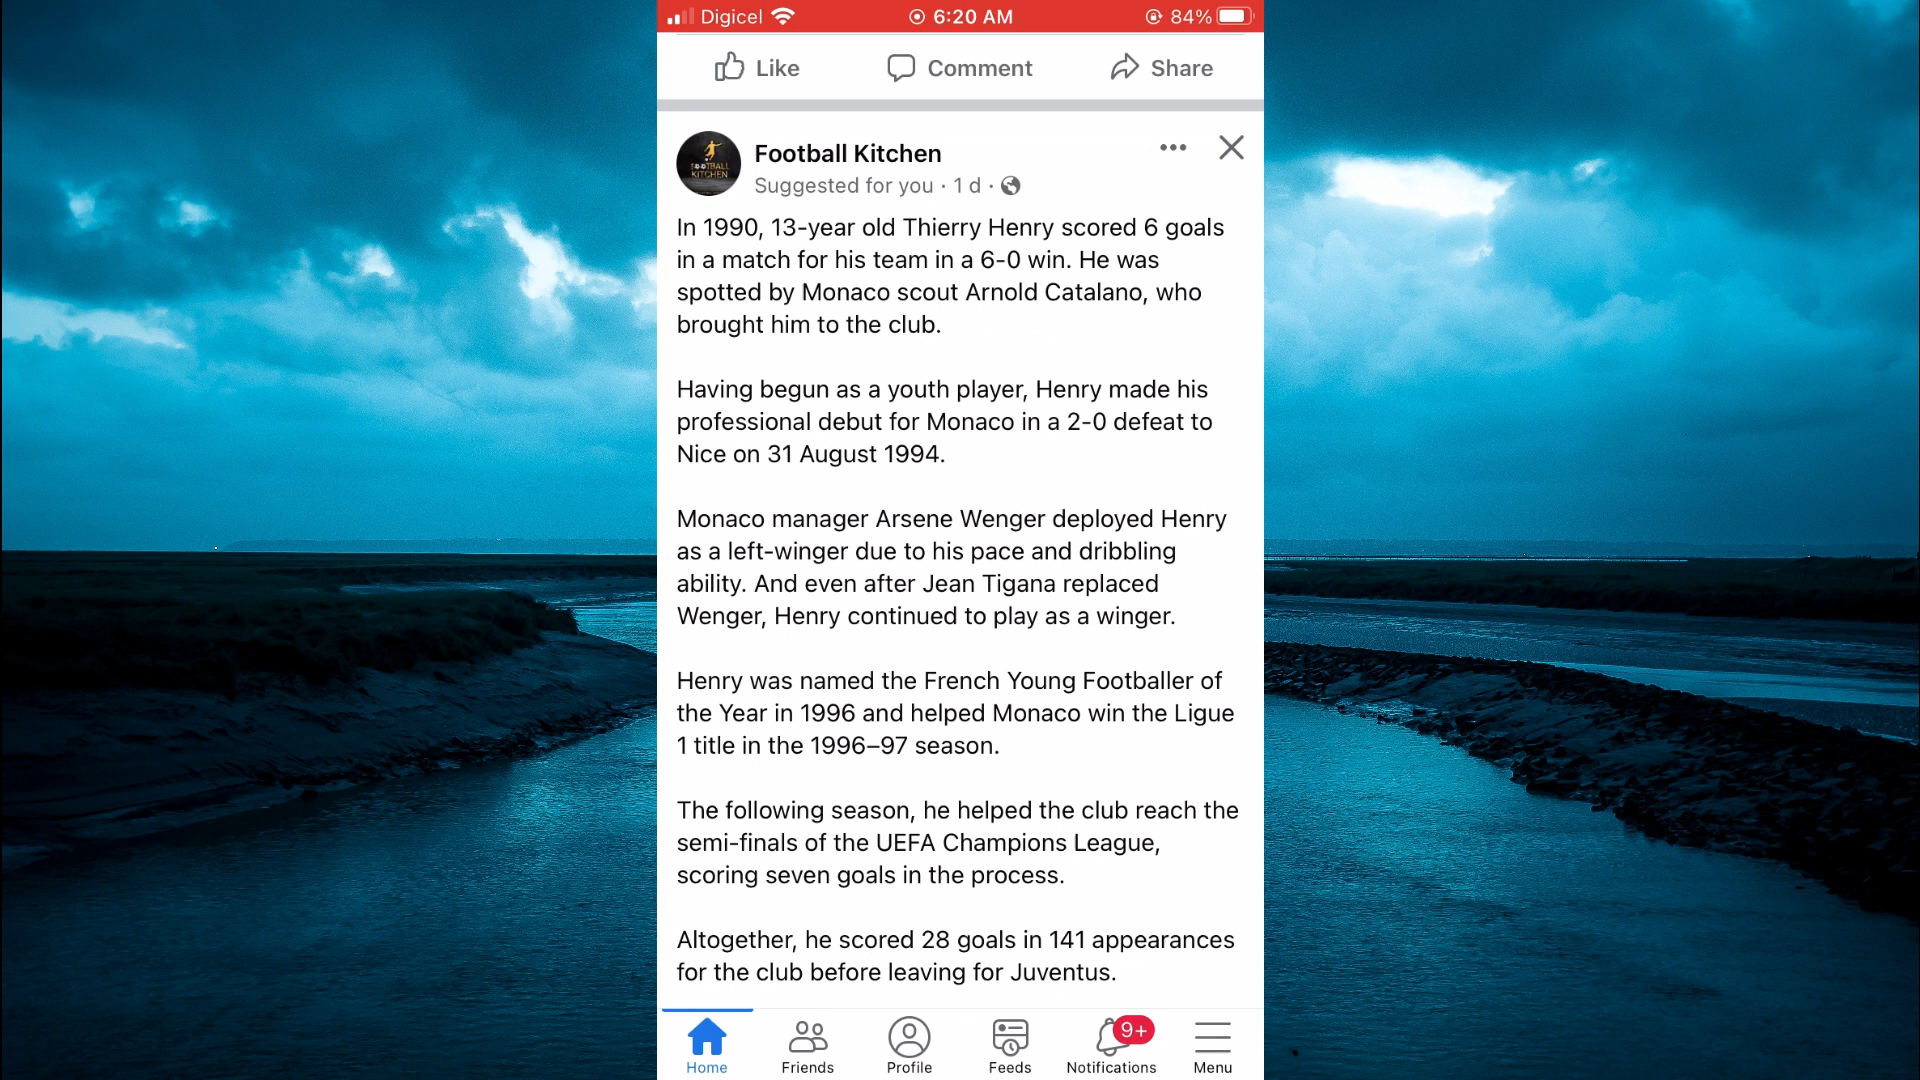 Digicel 6:20 AM 84%
Like Comment Share
Football Kitchen
FOOTBALL
KITCHEN
Suggested for you · 1 d ·
In 1990, 13-year old Thierry Henry scored 6 goals
in a match for his team in a 6-0 win. He was
spotted by Monaco scout Arnold Catalano, who
brought him to the club.
Having begun as a youth player, Henry made his
professional debut for Monaco in a 2-0 defeat to
Nice on 31 August 1994.
Monaco manager Arsene Wenger deployed Henry
as a left-winger due to his pace and dribbling
ability. And even after Jean Tigana replaced
Wenger, Henry continued to play as a winger.
Henry was named the French Young Footballer of
the Year in 1996 and helped Monaco win the Ligue
1 title in the 1996–97 season.
The following season, he helped the club reach the
semi-finals of the UEFA Champions League,
scoring seven goals in the process.
Altogether, he scored 28 goals in 141 appearances
for the club before leaving for Juventus.
9+
Home Friends Profile Feeds Notifications Menu